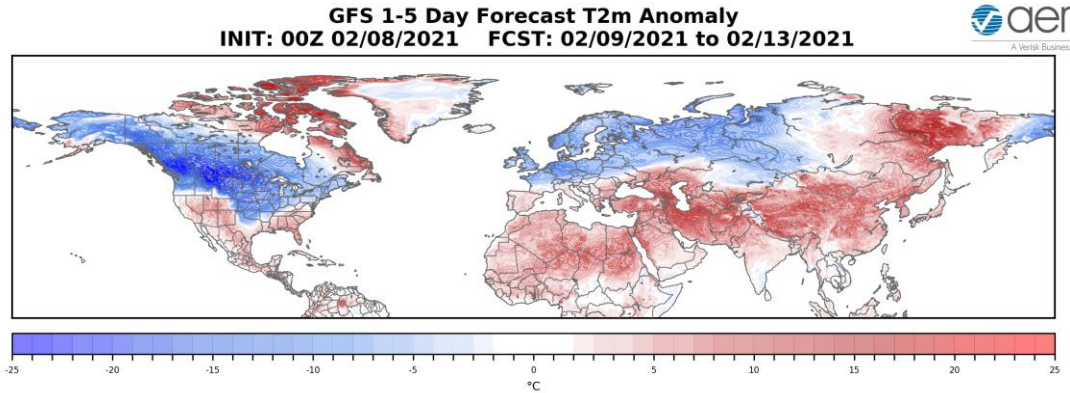 GFS 1-5 Day Forecast T2m Anomaly
INIT: 00Z 02/08/2021 FCST: 02/09/2021 to 02/13/2021
aer
A Verisk Business
-25 -20 -15 -10 -5 0 5 10 15 20 25
°C